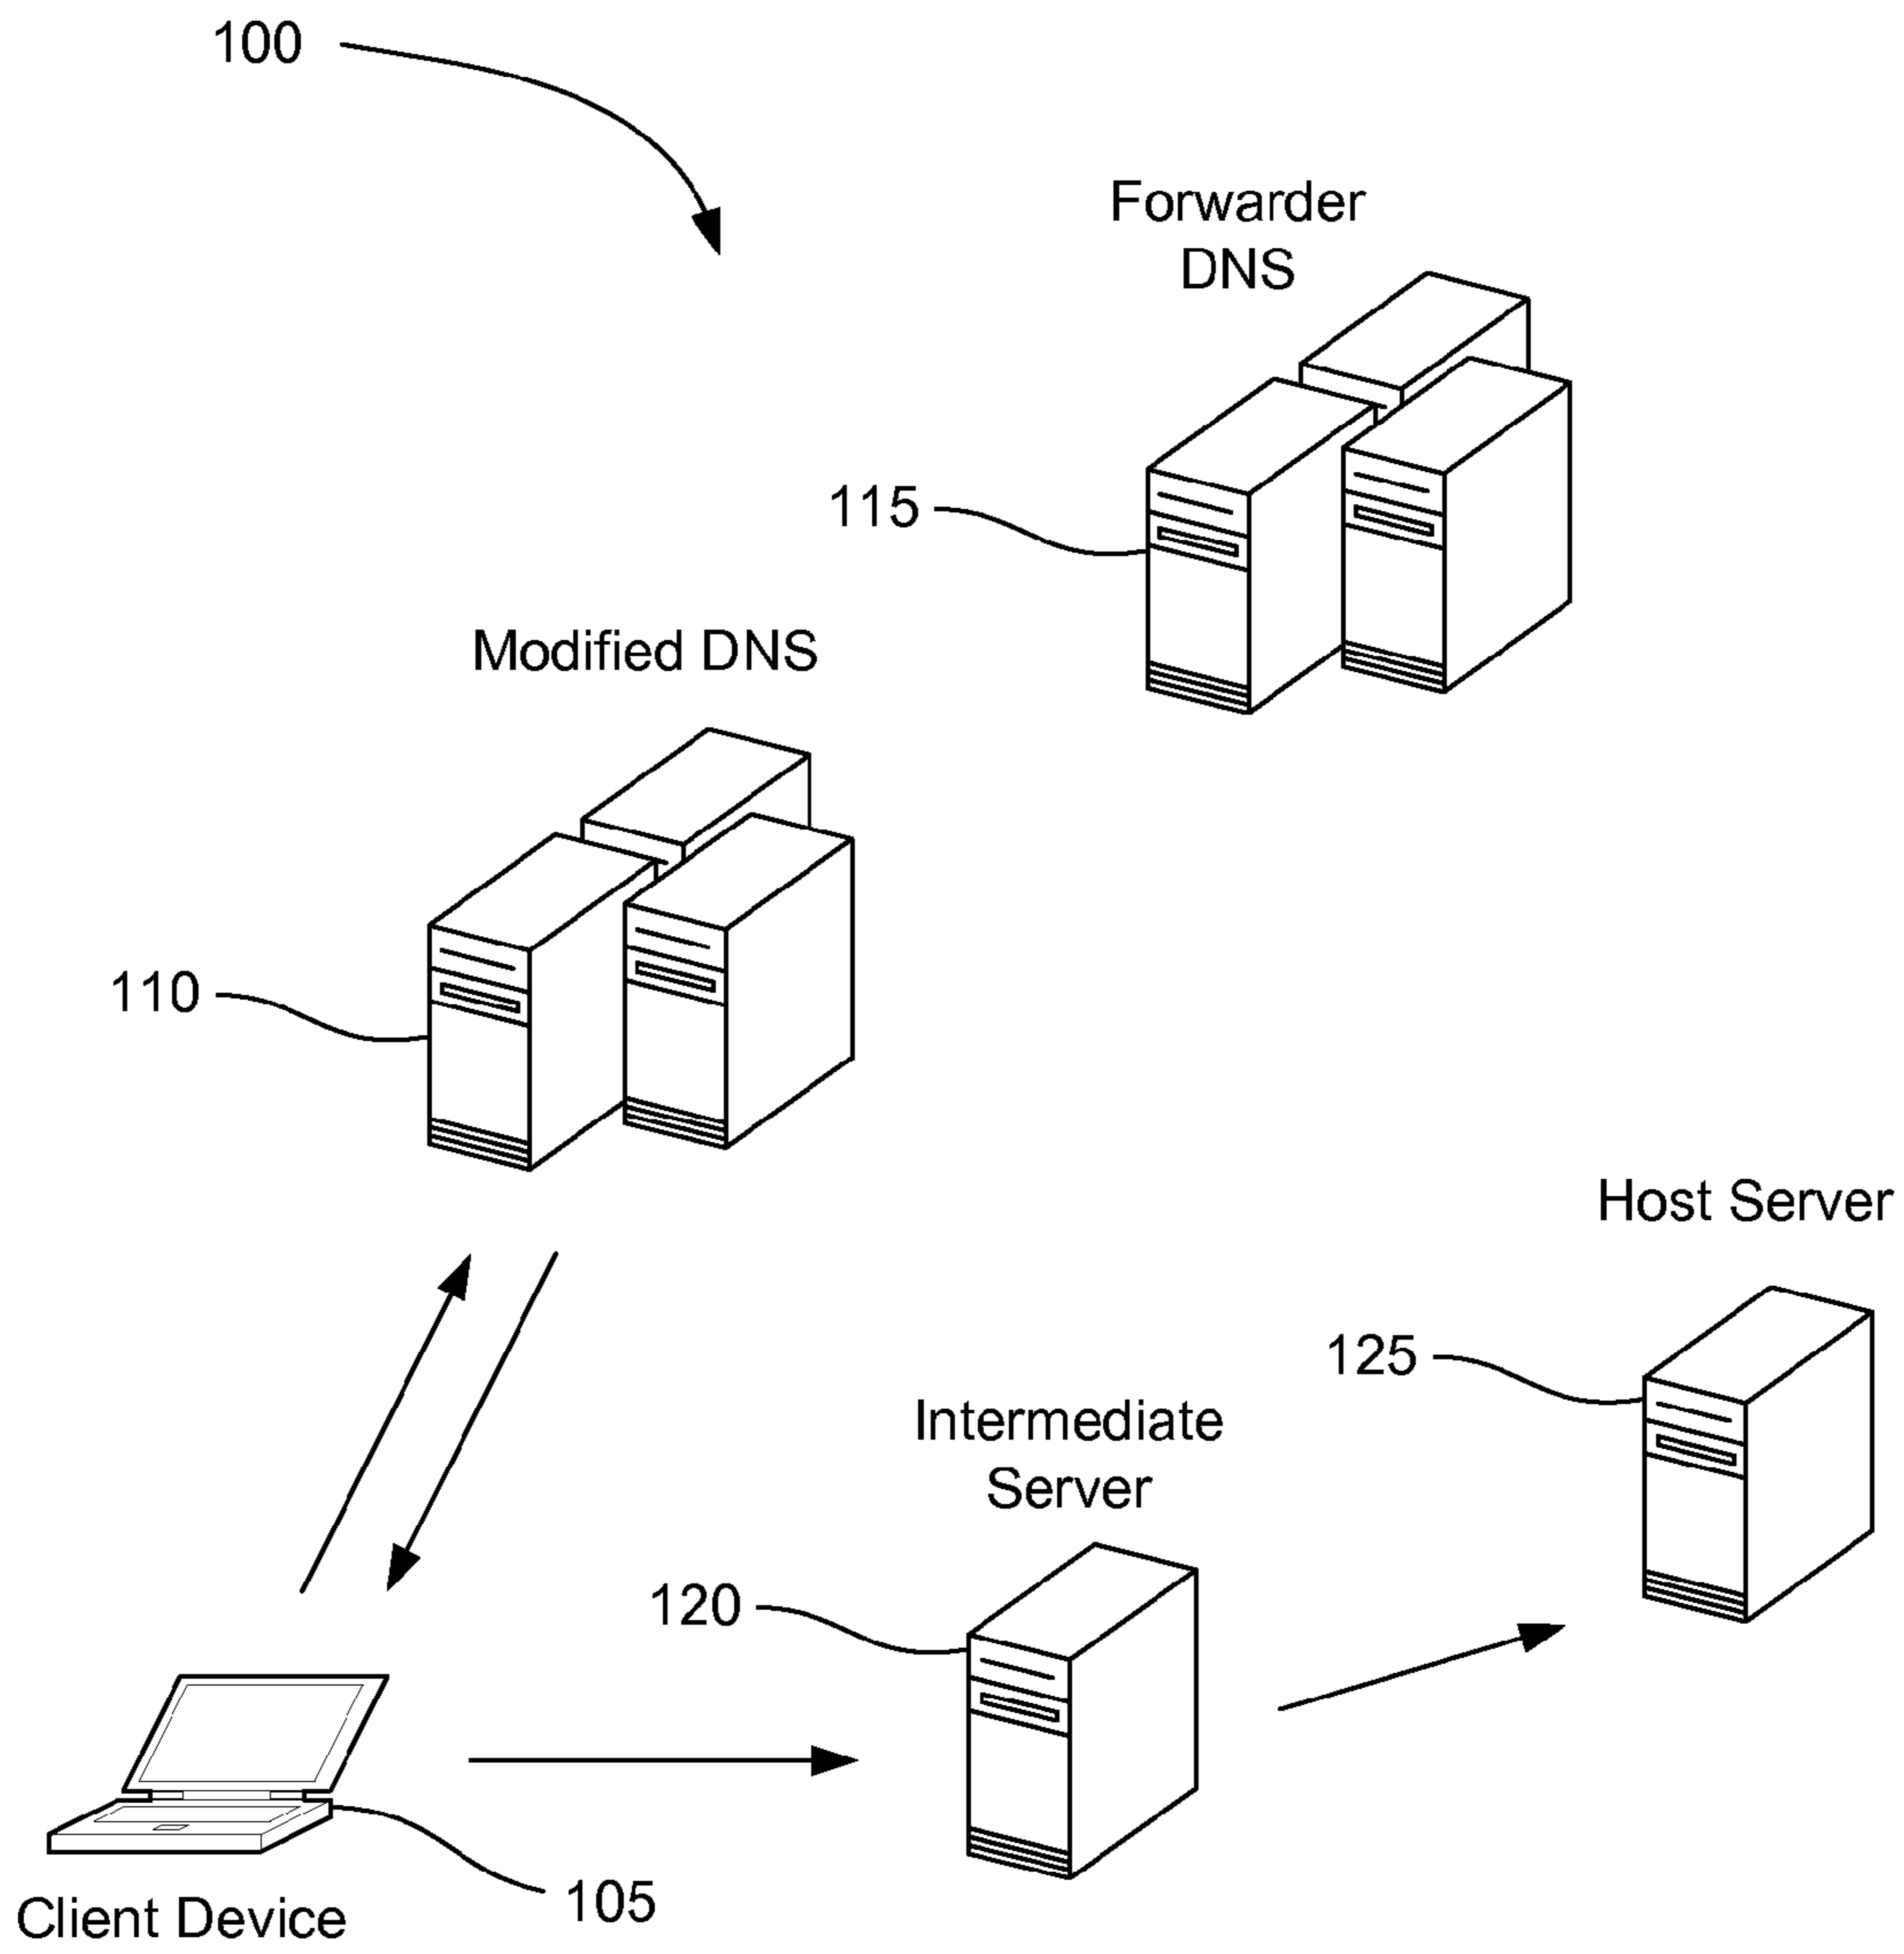 100
Forwarder
DNS
115
Modified DNS
110
Host Server
125
Intermediate
Server
120
105
Client Device